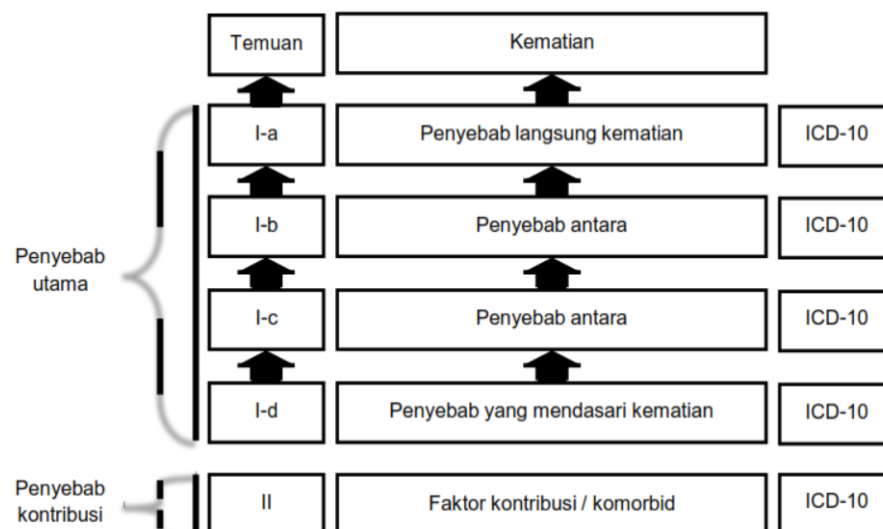 Temuan
Kematian
I-a
Penyebab langsung kematian
ICD-10
I-b
Penyebab antara
ICD-10
Penyebab
utama
I-c
Penyebab antara
ICD-10
I-d
Penyebab yang mendasari kematian
ICD-10
Penyebab
kontribusi
II
Faktor kontribusi / komorbid
ICD-10